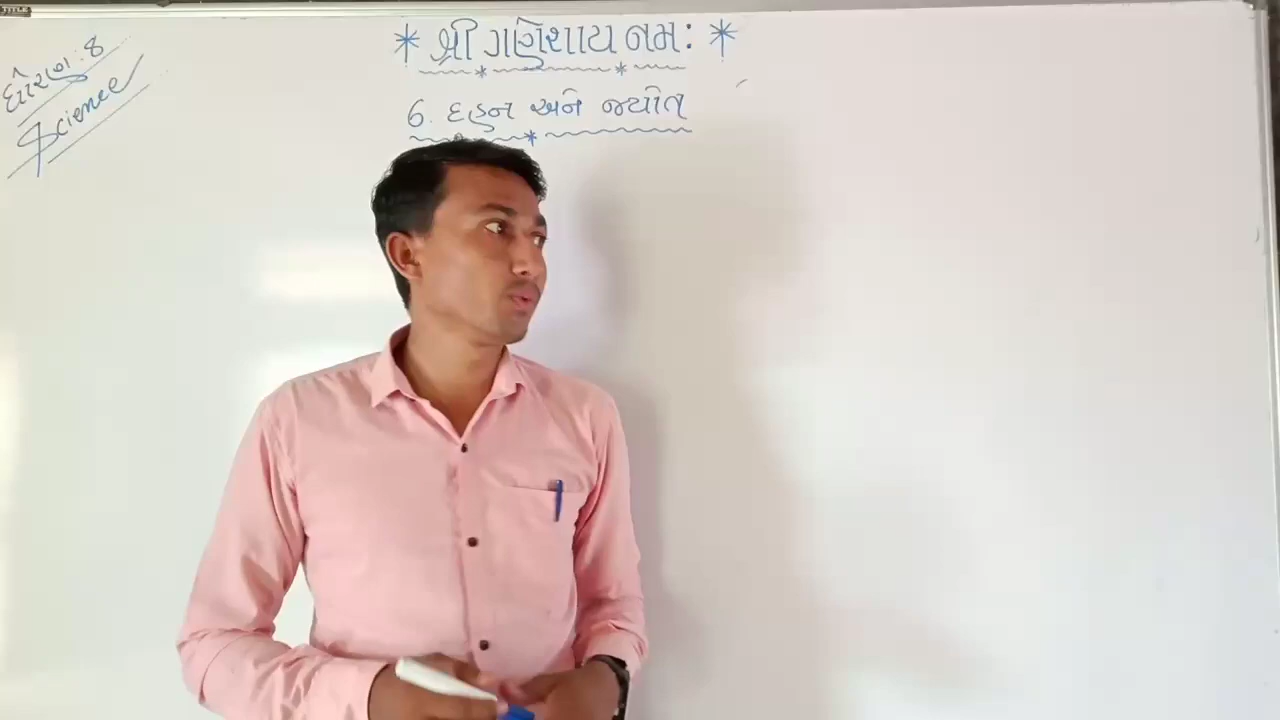 ધોરણ : 8
Science
* શ્રી ગણેશાય નમઃ *
6. દહન અને જ્યોત